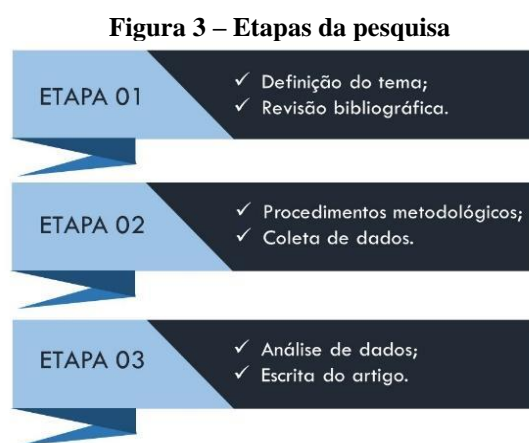 Figura 3 – Etapas da pesquisa
ETAPA 01
✓ Definição do tema;
✓ Revisão bibliográfica.
ETAPA 02
✓ Procedimentos metodológicos;
✓ Coleta de dados.
ETAPA 03
✓ Análise de dados;
✓ Escrita do artigo.